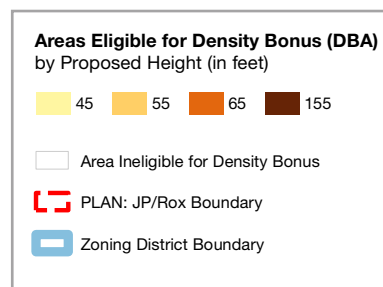 Areas Eligible for Density Bonus (DBA)
by Proposed Height (in feet)
45 55 65 155
Area Ineligible for Density Bonus
PLAN: JP/Rox Boundary
Zoning District Boundary